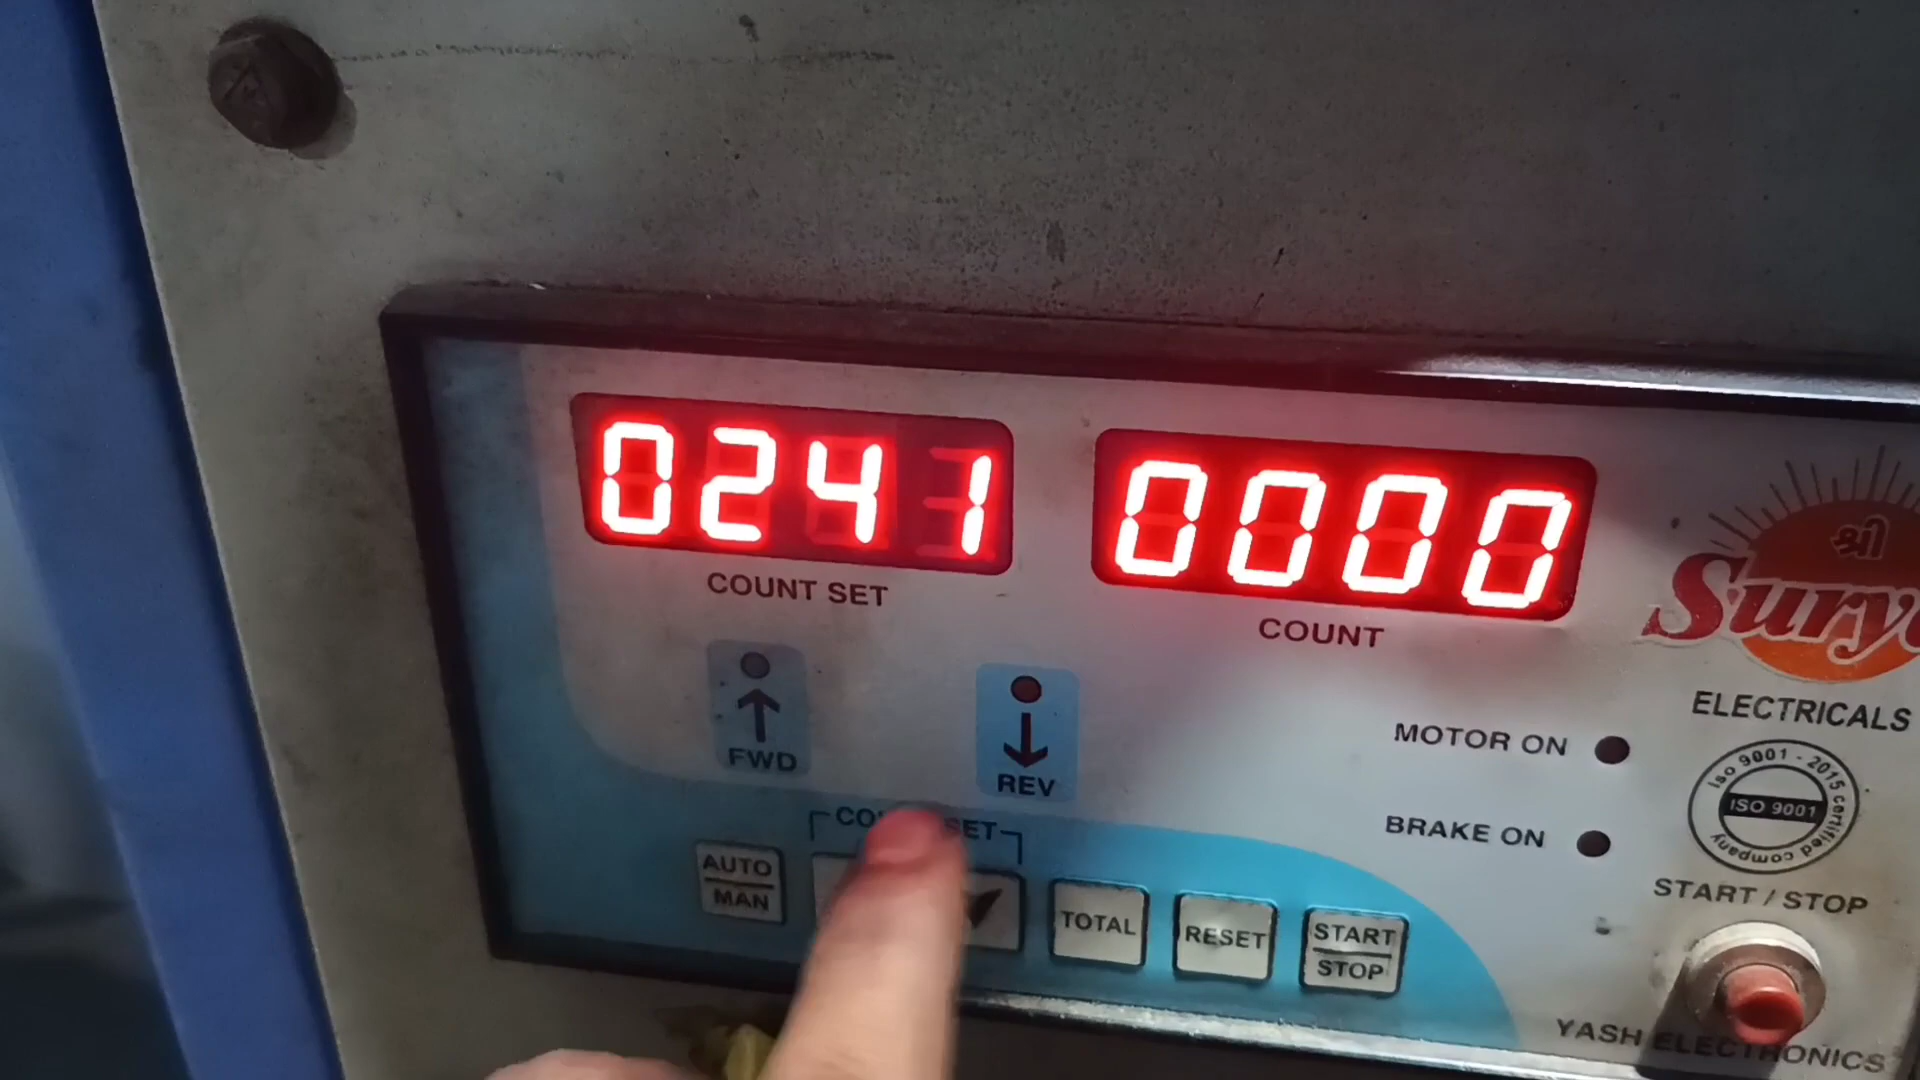 0241
0000
COUNT SET
COUNT
श्री
ELECTRICALS
FWD
REV
MOTOR ON
BRAKE ON
Iso 9001 - 2015 certified company
ISO 9001
START / STOP
AUTO
MAN
TOTAL
RESET
START
STOP
YASH ELECTRONICS